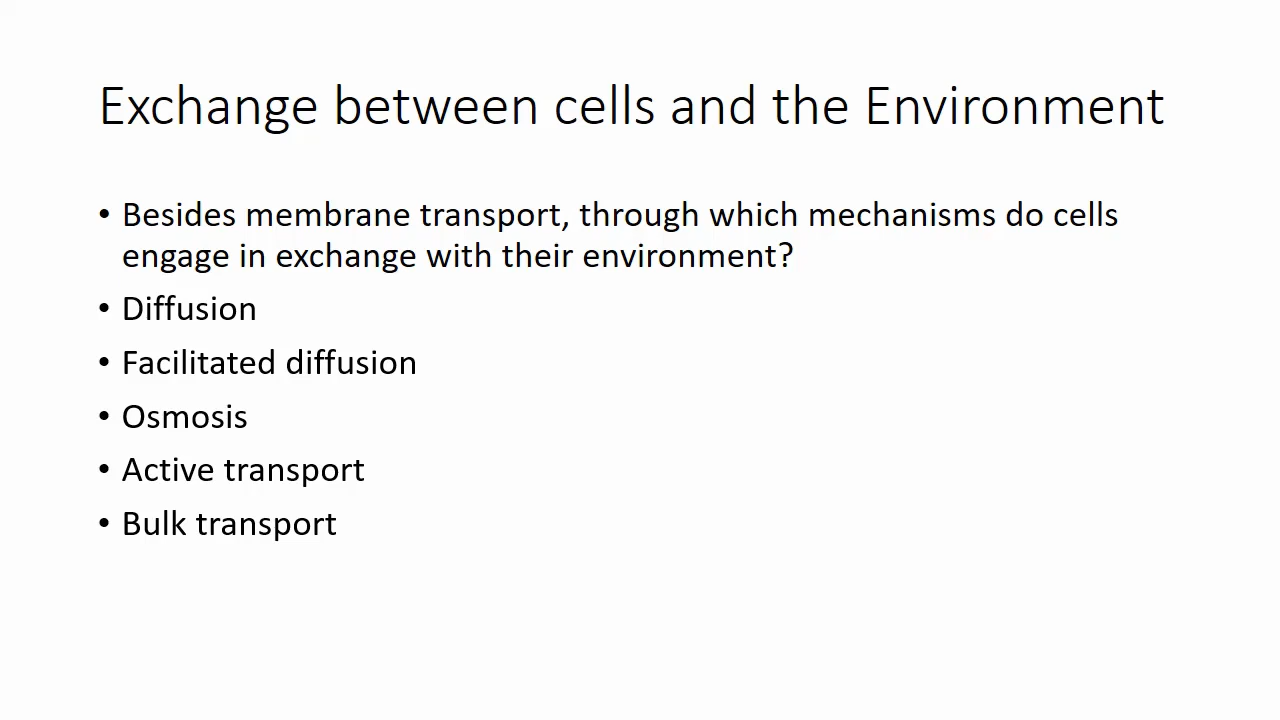 Exchange between cells and the Environment
• Besides membrane transport, through which mechanisms do cells
engage in exchange with their environment?
• Diffusion
• Facilitated diffusion
• Osmosis
• Active transport
• Bulk transport